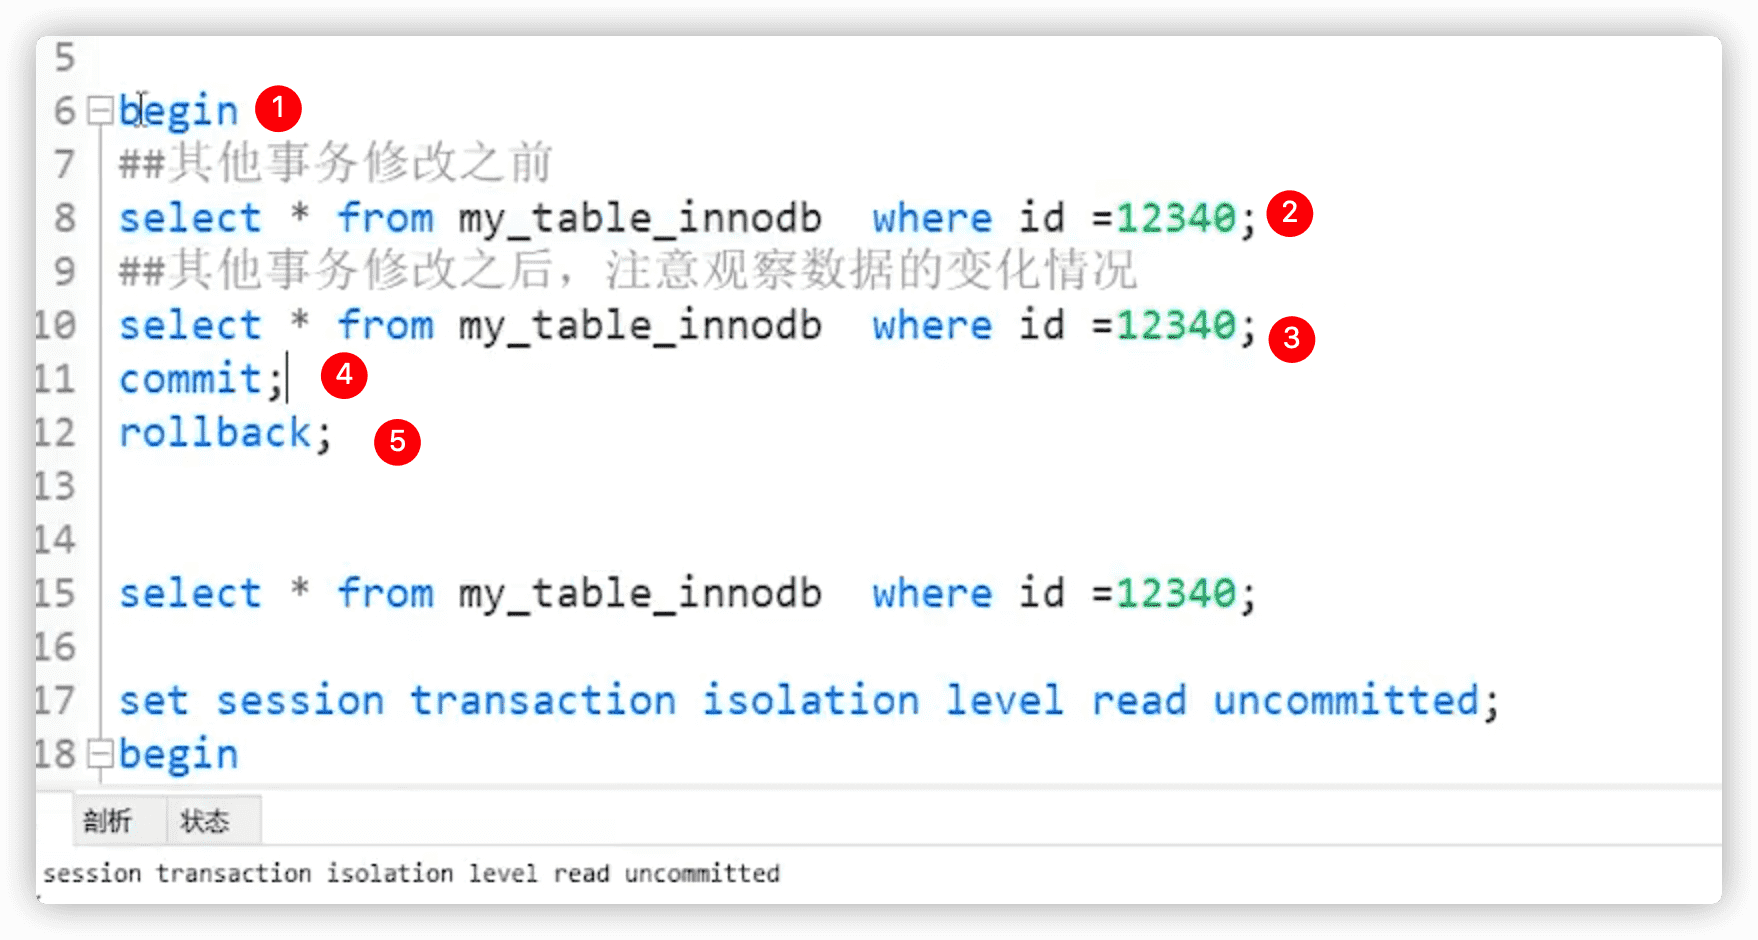 5
6 begin 1
7 ##其他事务修改之前
8 select * from my_table_innodb where id =12340; 2
9 ##其他事务修改之后，注意观察数据的变化情况
10 select * from my_table_innodb where id =12340; 3
11 commit; 4
12 rollback; 5
13
14
15 select * from my_table_innodb where id =12340;
16
17 set session transaction isolation level read uncommitted;
18 begin
剖析 状态
session transaction isolation level read uncommitted